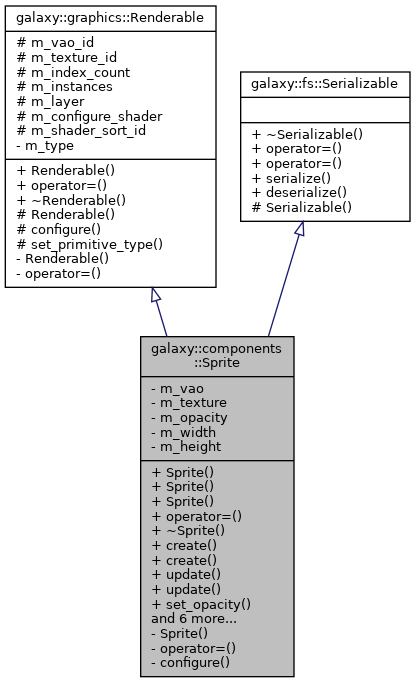 galaxy::graphics::Renderable
# m_vao_id
# m_texture_id
# m_index_count
# m_instances
# m_layer
# m_configure_shader
# m_shader_sort_id
- m_type
+ Renderable()
+ operator=()
+ ~Renderable()
# Renderable()
# configure()
# set_primitive_type()
- Renderable()
- operator=()
galaxy::fs::Serializable
+ ~Serializable()
+ operator=()
+ operator=()
+ serialize()
+ deserialize()
# Serializable()
galaxy::components
::Sprite
- m_vao
- m_texture
- m_opacity
- m_width
- m_height
+ Sprite()
+ Sprite()
+ Sprite()
+ operator=()
+ ~Sprite()
+ create()
+ create()
+ update()
+ update()
+ set_opacity()
and 6 more...
- Sprite()
- operator=()
- configure()